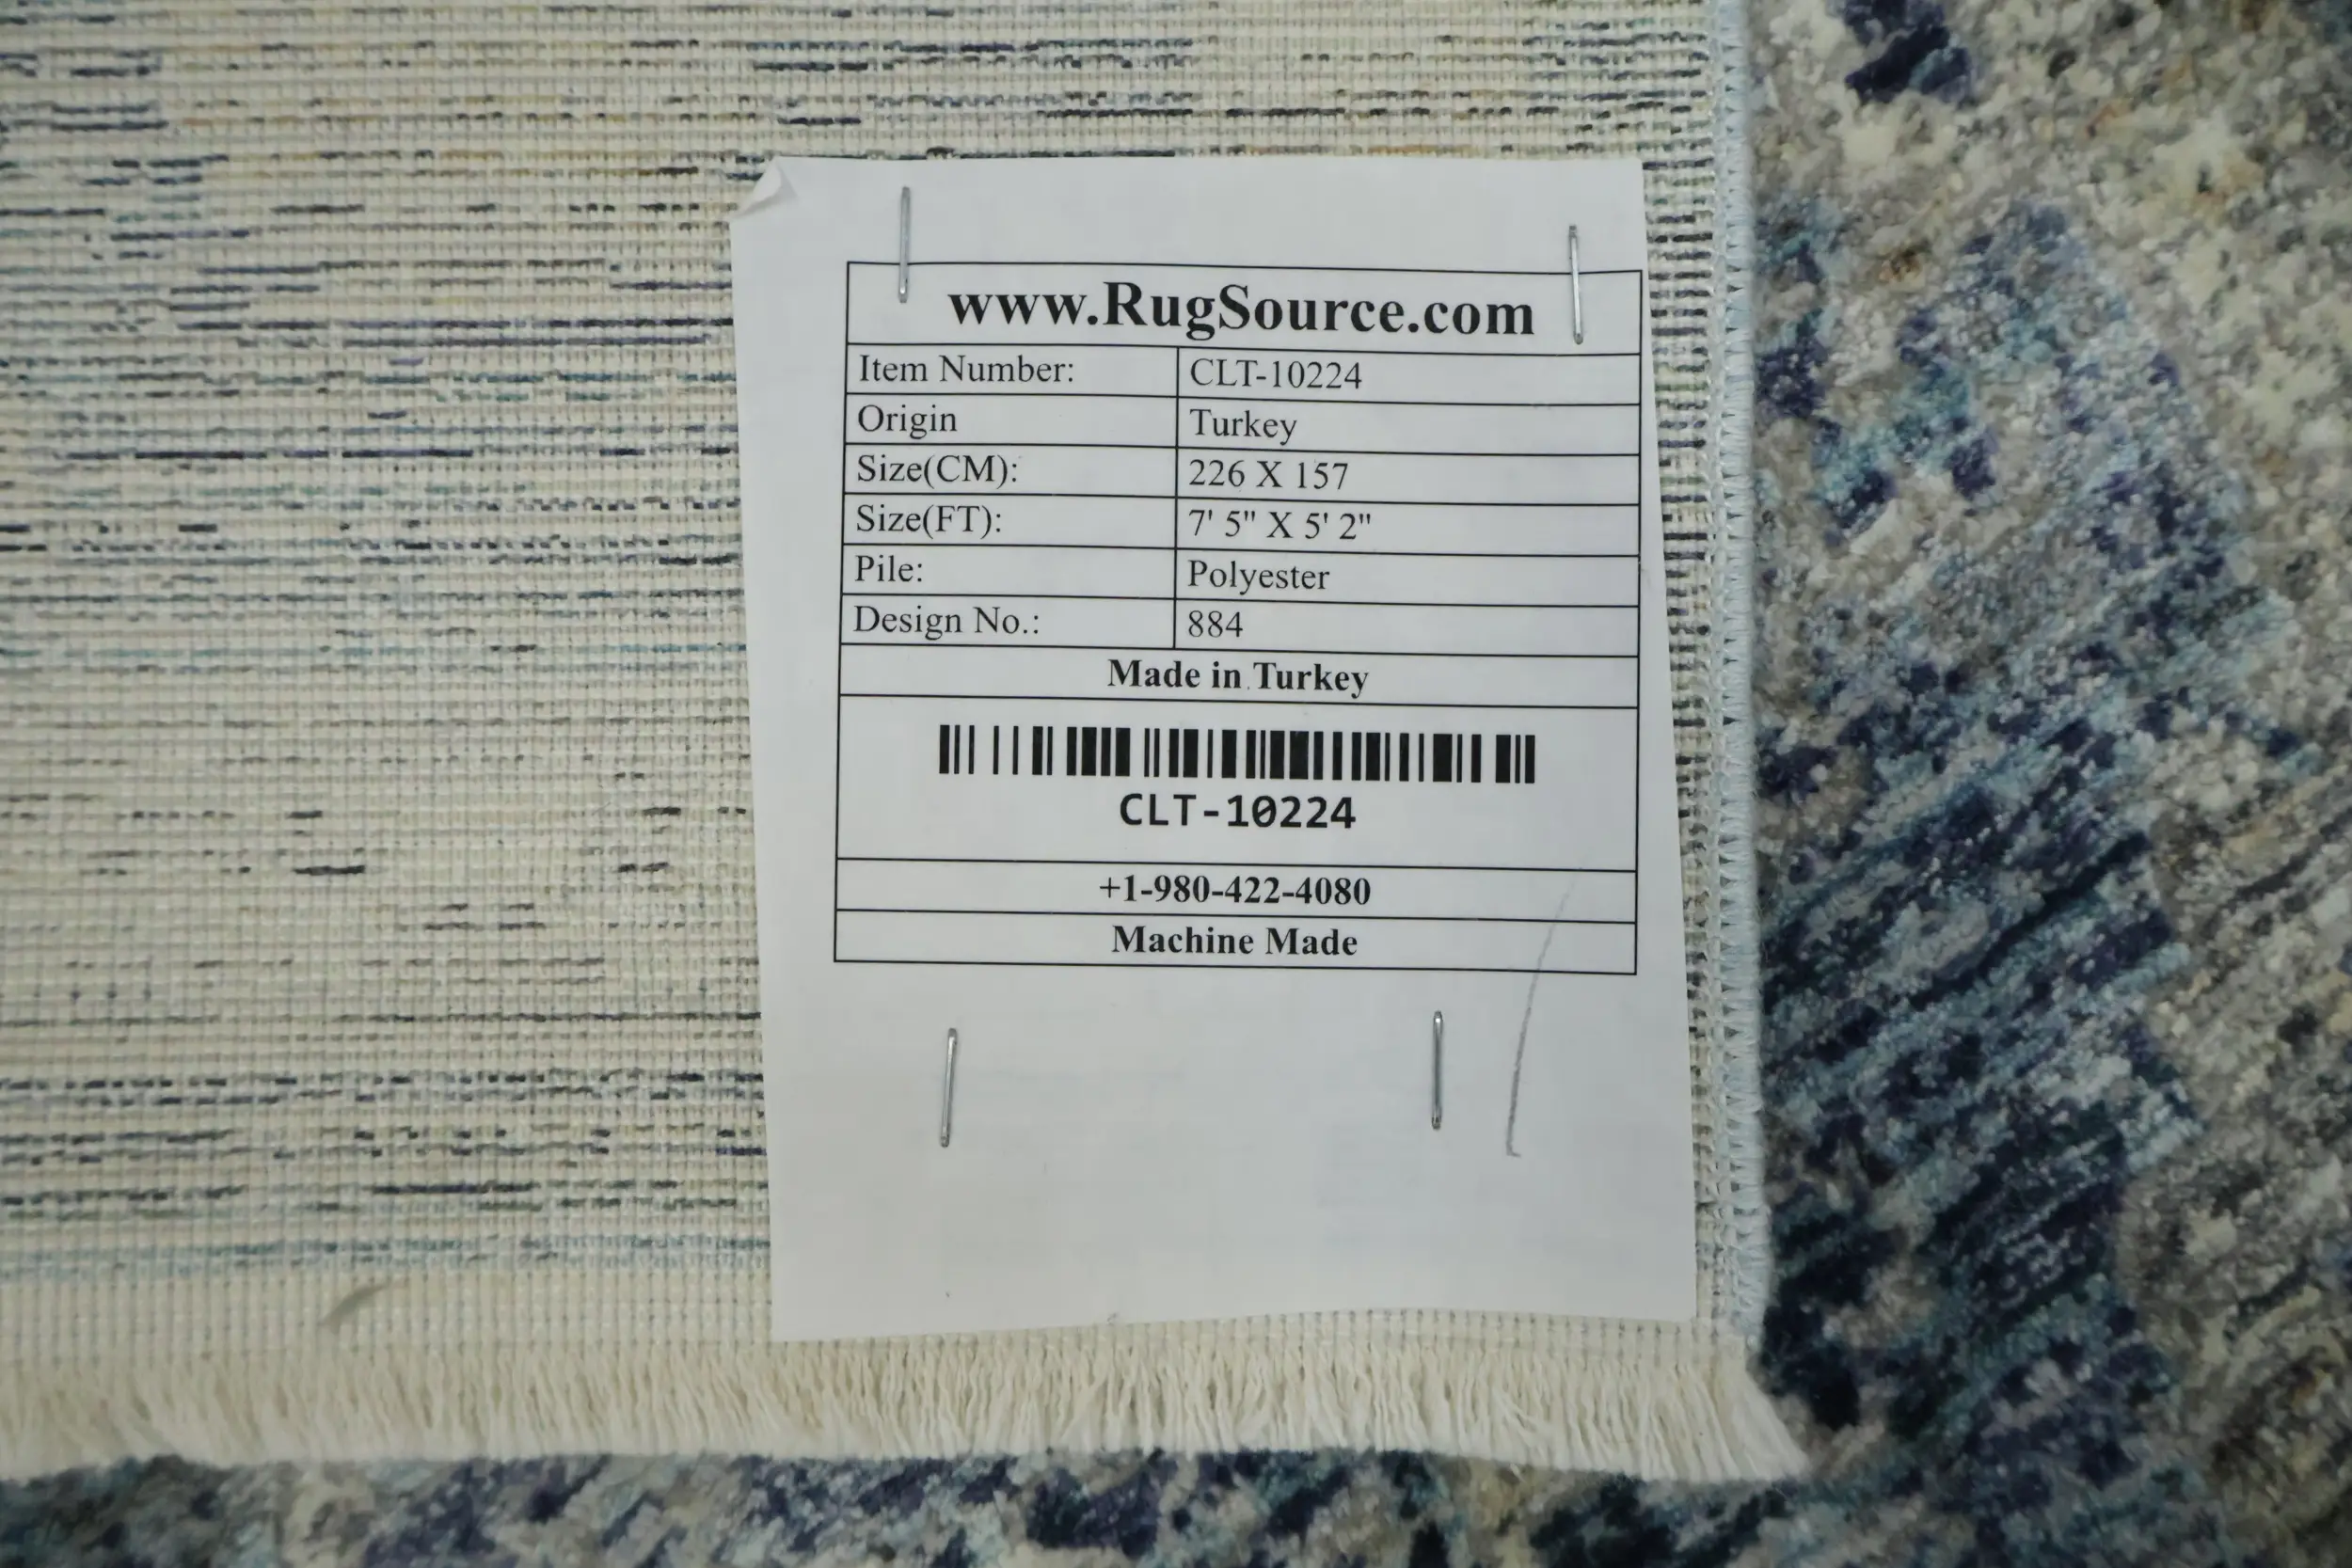 www.RugSource.com
Item Number: CLT-10224
Origin Turkey
Size(CM): 226 X 157
Size(FT): 7' 5" X 5' 2"
Pile: Polyester
Design No.: 884
Made in Turkey
CLT-10224
+1-980-422-4080
Machine Made